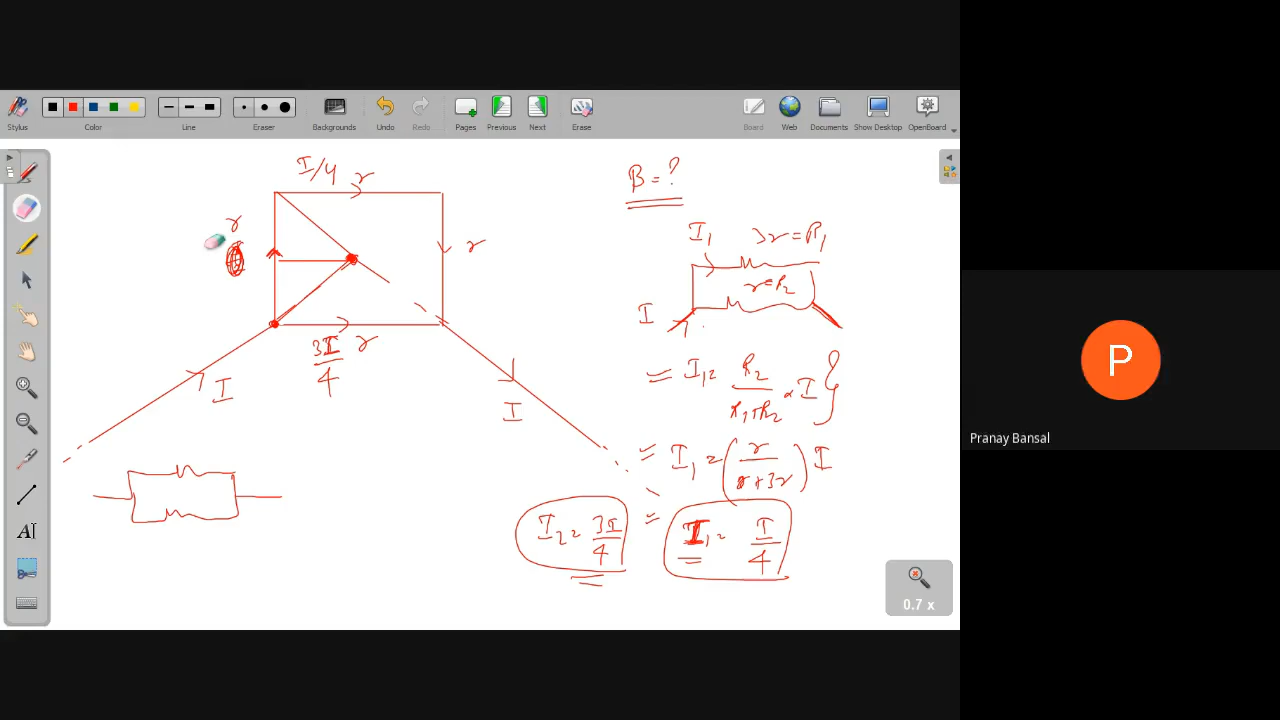 Stylus
Color
Line
Eraser
Backgrounds
Undo
Redo
Pages
Previous
Next
Erase
Board
Web
Documents
Show Desktop
OpenBoard
I/4
r
r
r
3I/4
r
I
I
B = ?
I1
3r = R1
r = R2
I
= I1 = R2/(R1+R2) × I }
= I1 = (r/(r+3r)) I
I2 = 3I/4
= I1 = I/4
0.7 x
P
Pranay Bansal